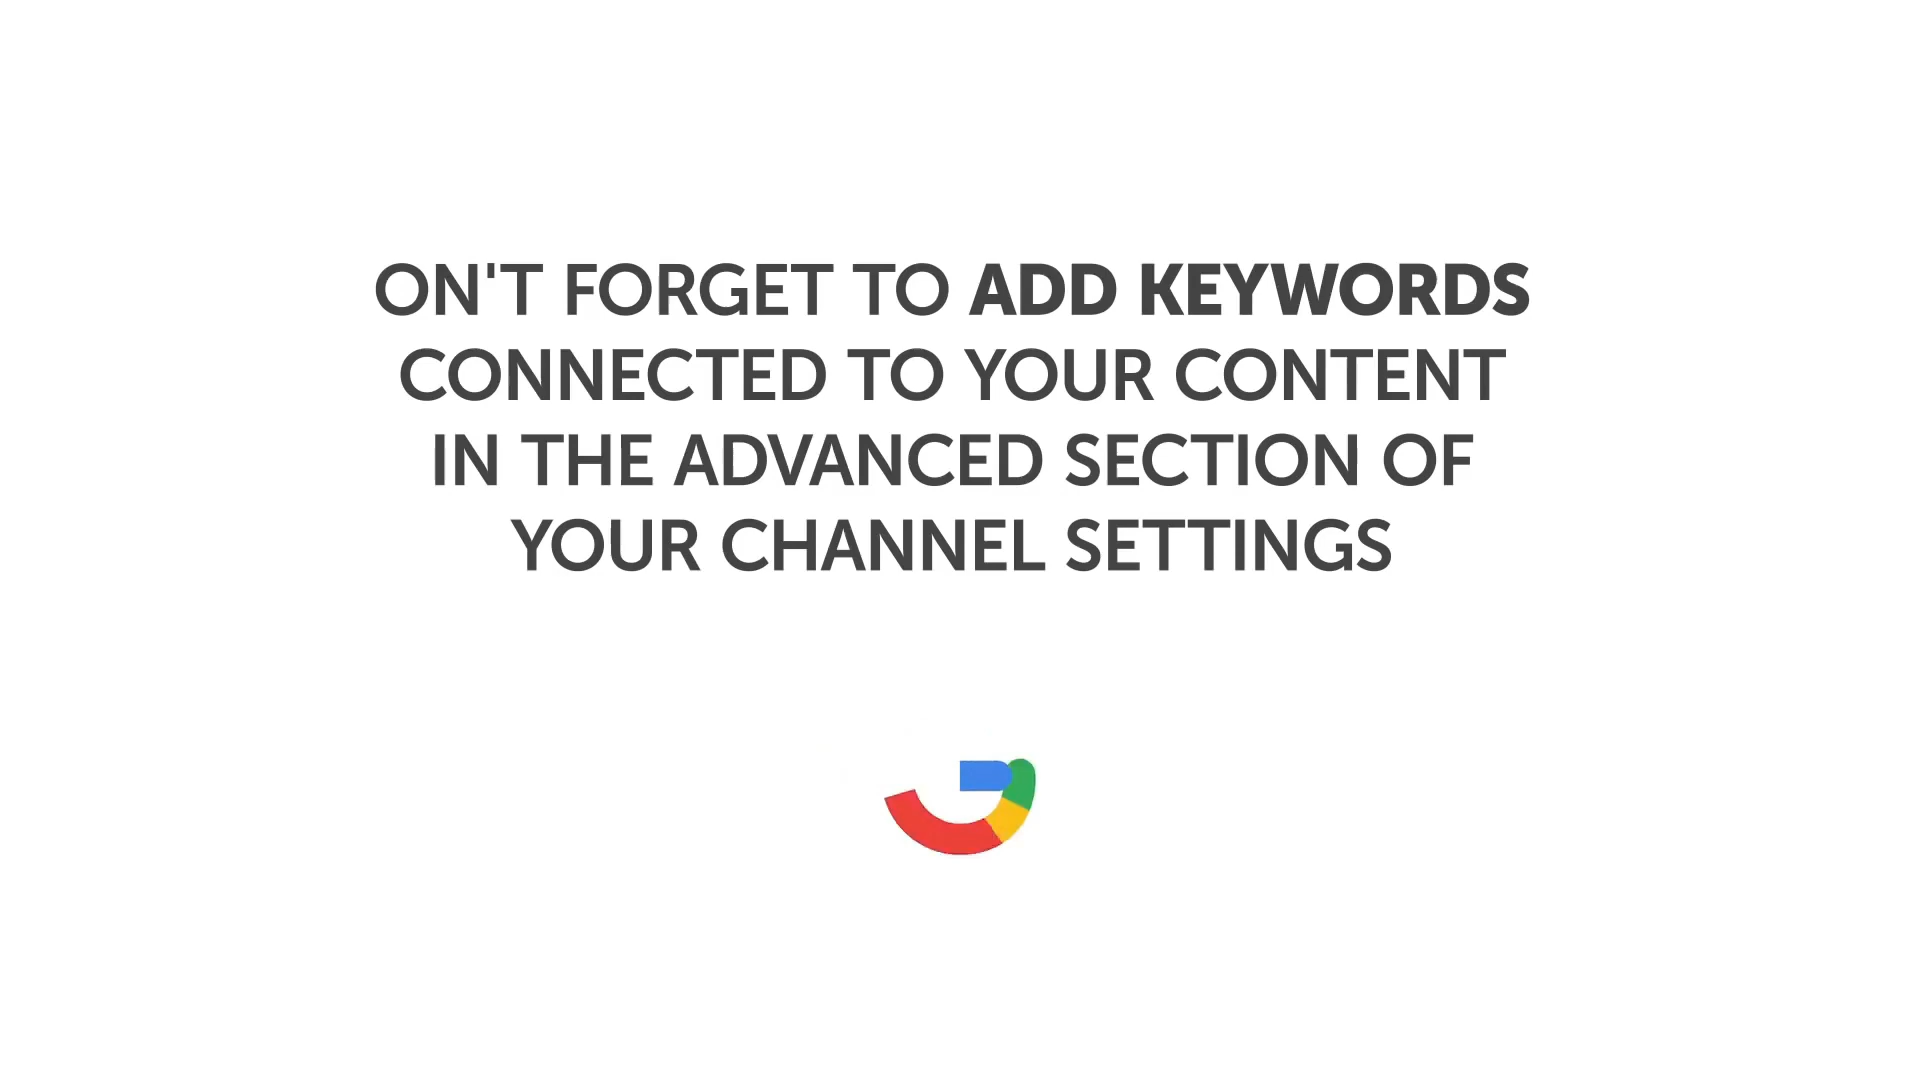 ON'T FORGET TO ADD KEYWORDS
CONNECTED TO YOUR CONTENT
IN THE ADVANCED SECTION OF
YOUR CHANNEL SETTINGS